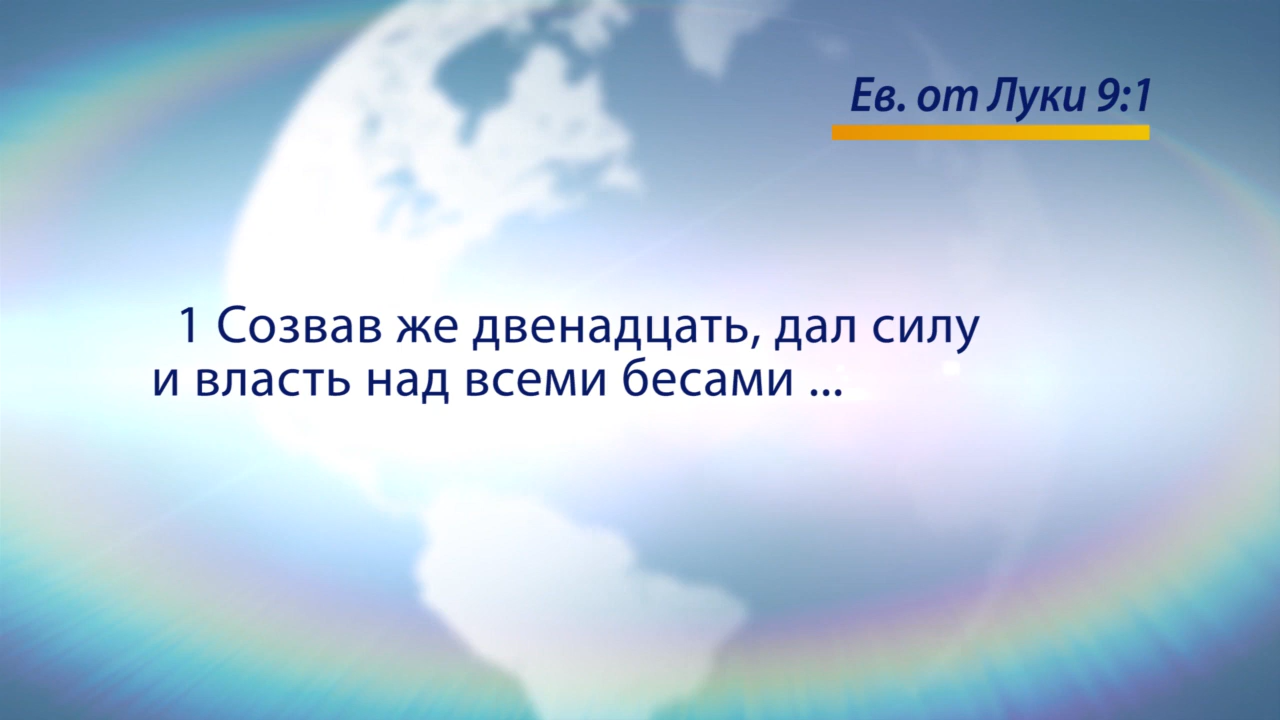 Ев. от Луки 9:1
1 Созвав же двенадцать, дал силу
и власть над всеми бесами ...